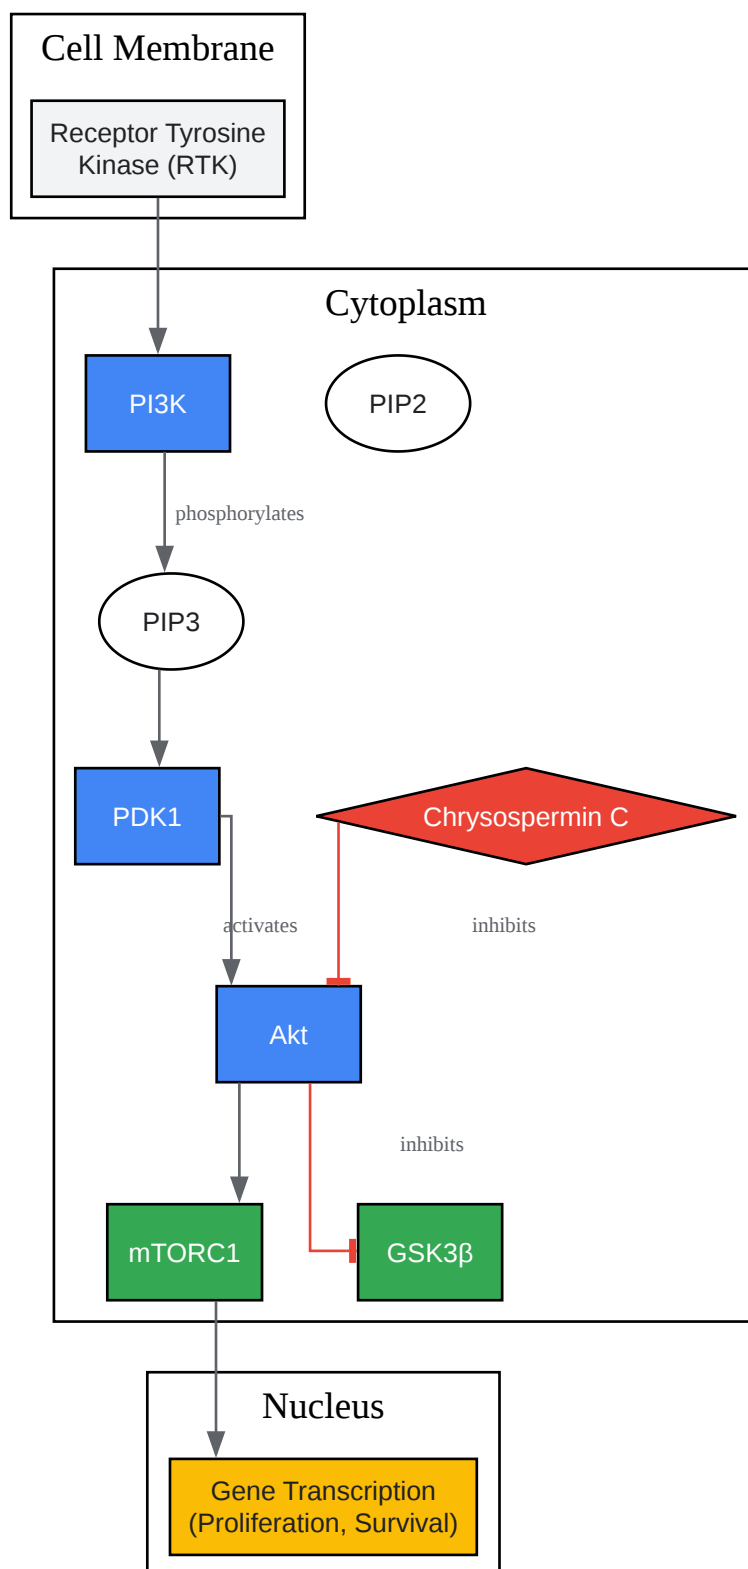 Cell Membrane
Receptor Tyrosine
Kinase (RTK)
Cytoplasm
PI3K
PIP2
phosphorylates
PIP3
PDK1
Chrysospermin C
activates
inhibits
Akt
inhibits
mTORC1
GSK3β
Nucleus
Gene Transcription
(Proliferation, Survival)